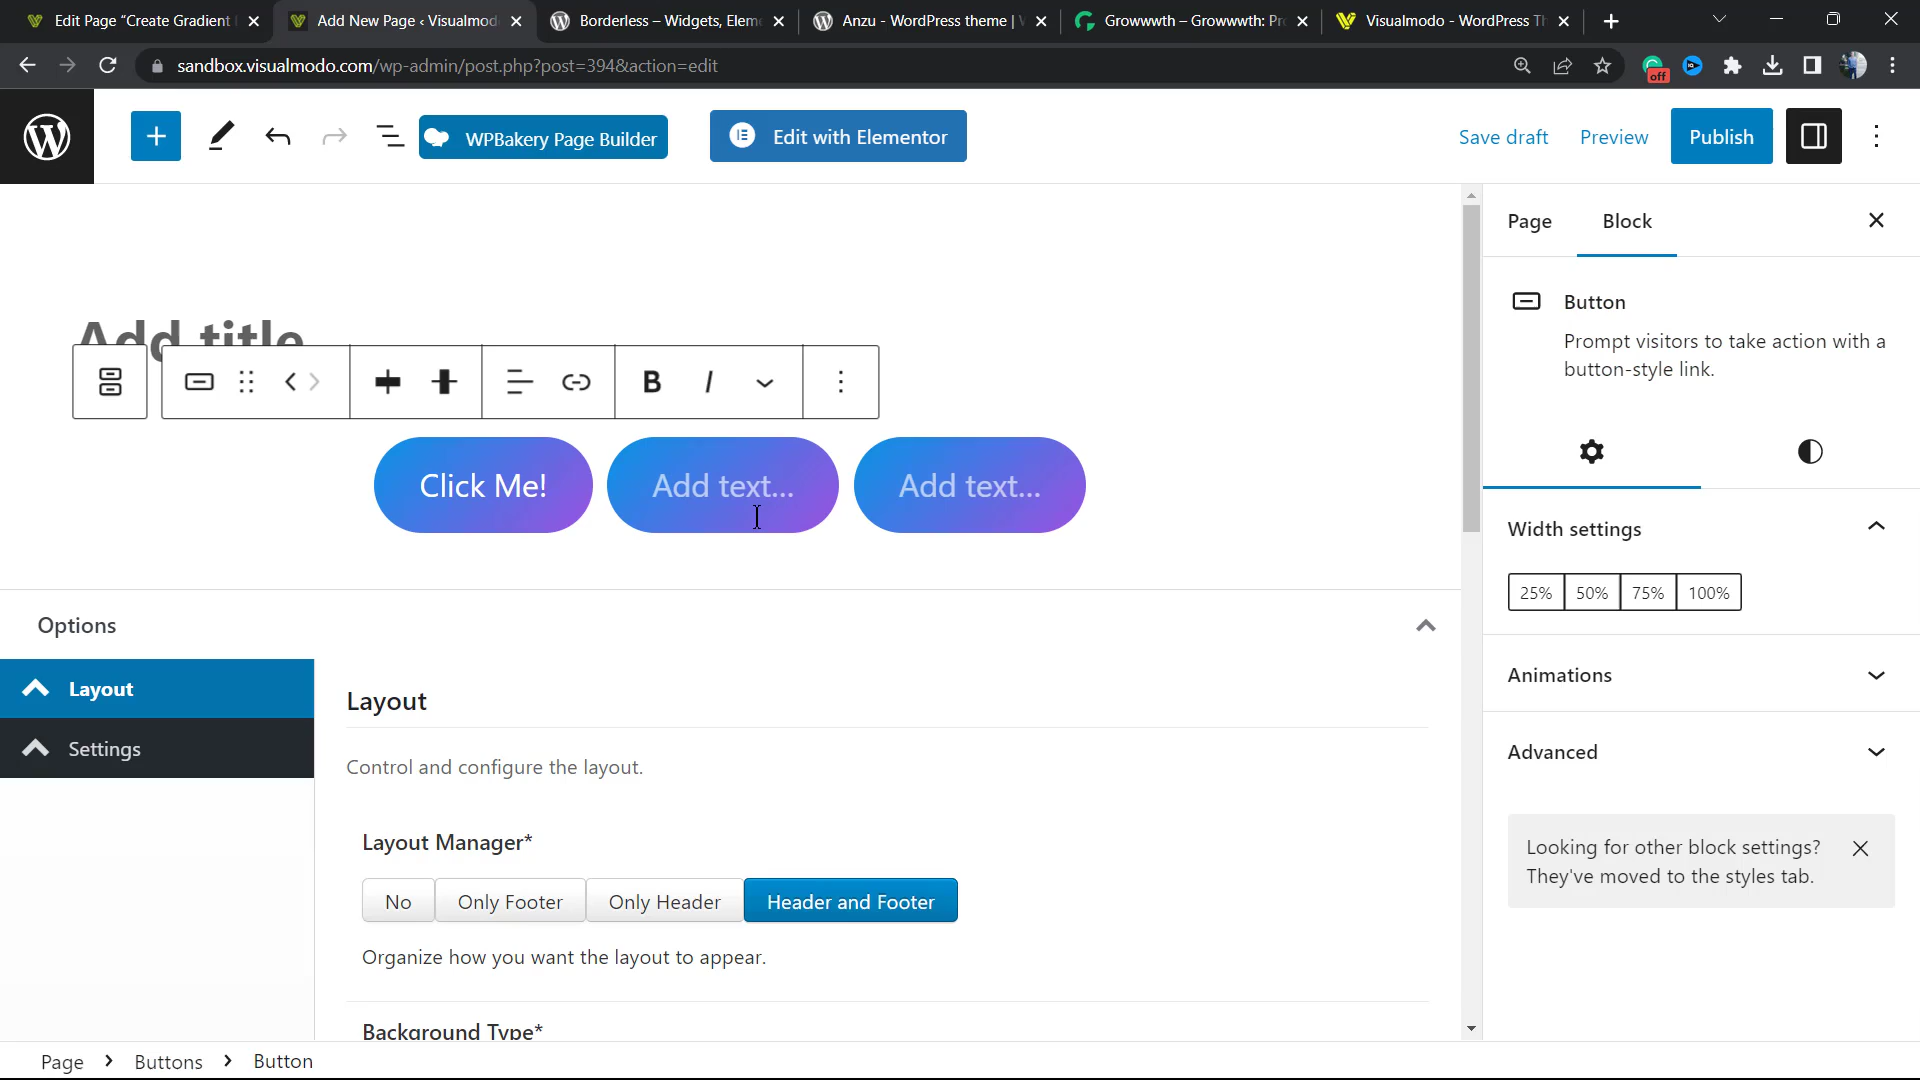 Edit Page “Create Gradient
Add New Page ‹ Visualmod
Borderless – Widgets, Elem
Anzu - WordPress theme |
Growwwth – Growwwth: Pr
Visualmodo - WordPress Th
sandbox.visualmodo.com/wp-admin/post.php?post=394&action=edit
off
WPBakery Page Builder
Edit with Elementor
Save draft
Preview
Publish
Page
Block
Add title
Button
Prompt visitors to take action with a
button-style link.
B I
Click Me!
Add text...
Add text...
Width settings
25% 50% 75% 100%
Options
Layout
Settings
Layout
Control and configure the layout.
Animations
Advanced
Layout Manager*
No
Only Footer
Only Header
Header and Footer
Looking for other block settings?
They've moved to the styles tab.
Organize how you want the layout to appear.
Background Type*
Page
Buttons
Button